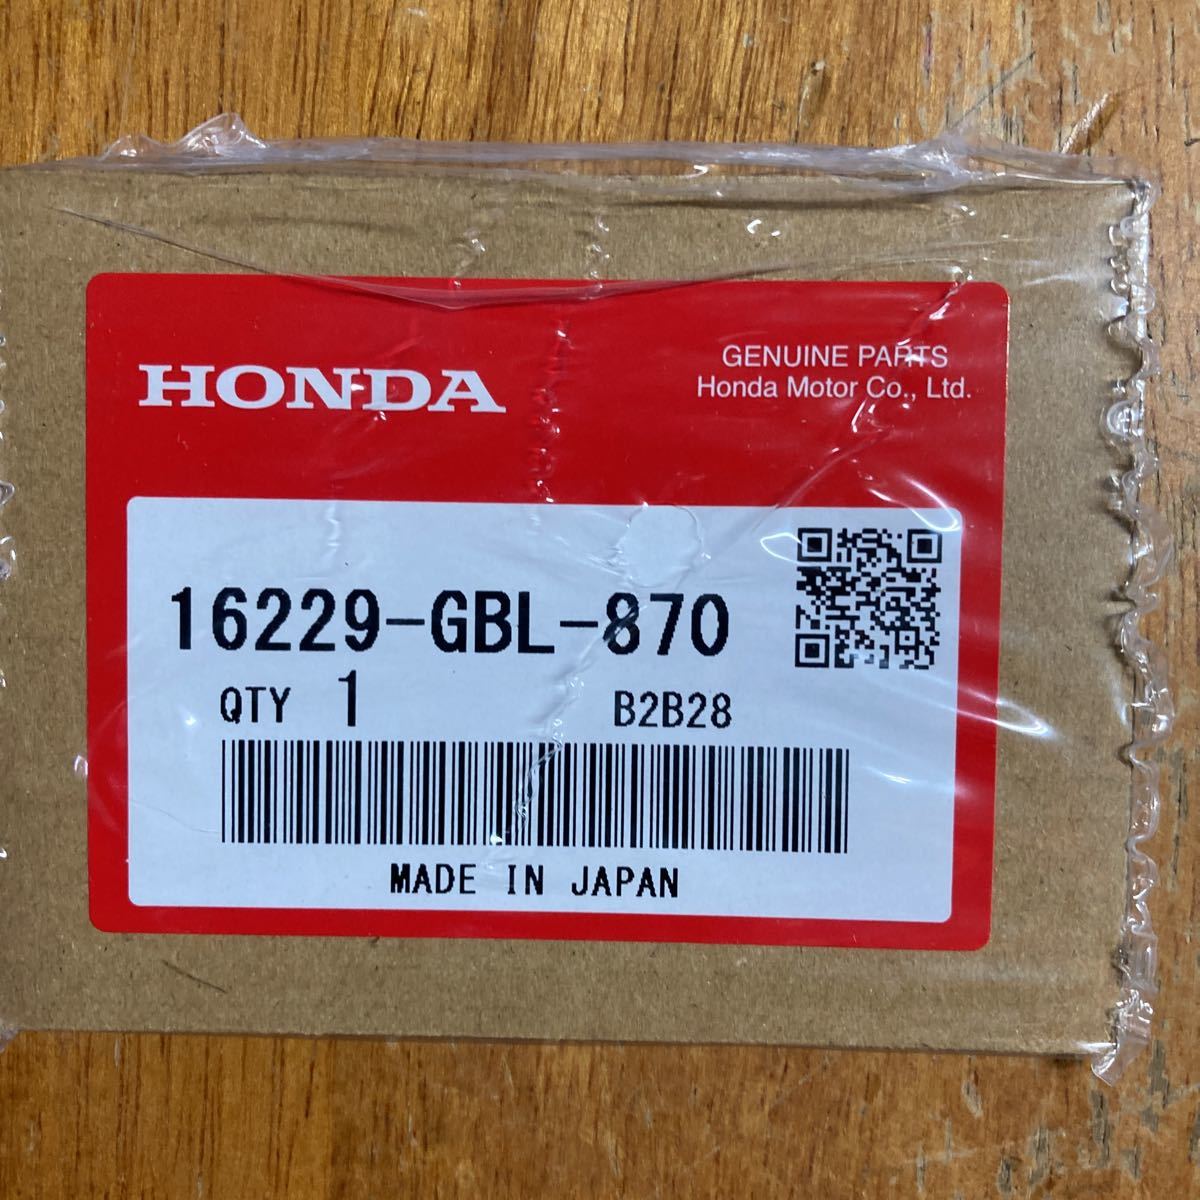 HONDA
GENUINE PARTS
Honda Motor Co., Ltd.
16229-GBL-870
QTY 1 B2B28
MADE IN JAPAN